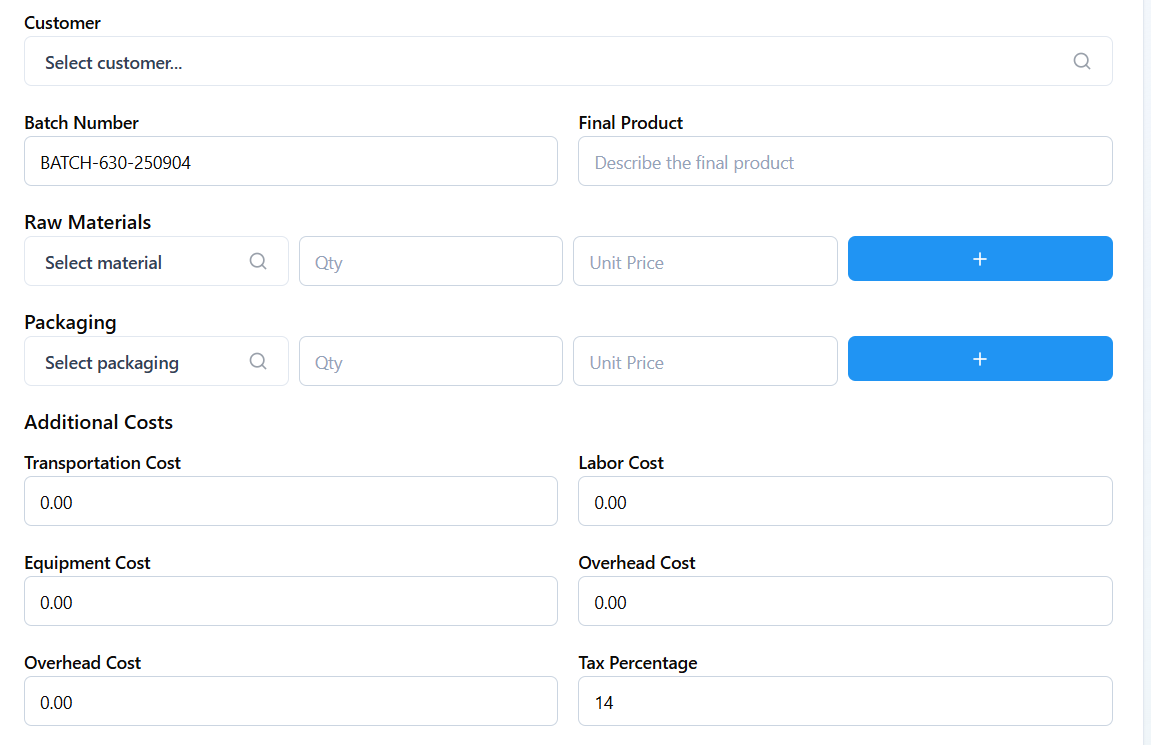 Customer
Select customer...
Batch Number Final Product
BATCH-630-250904 Describe the final product
Raw Materials
Select material Qty Unit Price +
Packaging
Select packaging Qty Unit Price +
Additional Costs
Transportation Cost Labor Cost
0.00 0.00
Equipment Cost Overhead Cost
0.00 0.00
Overhead Cost Tax Percentage
0.00 14